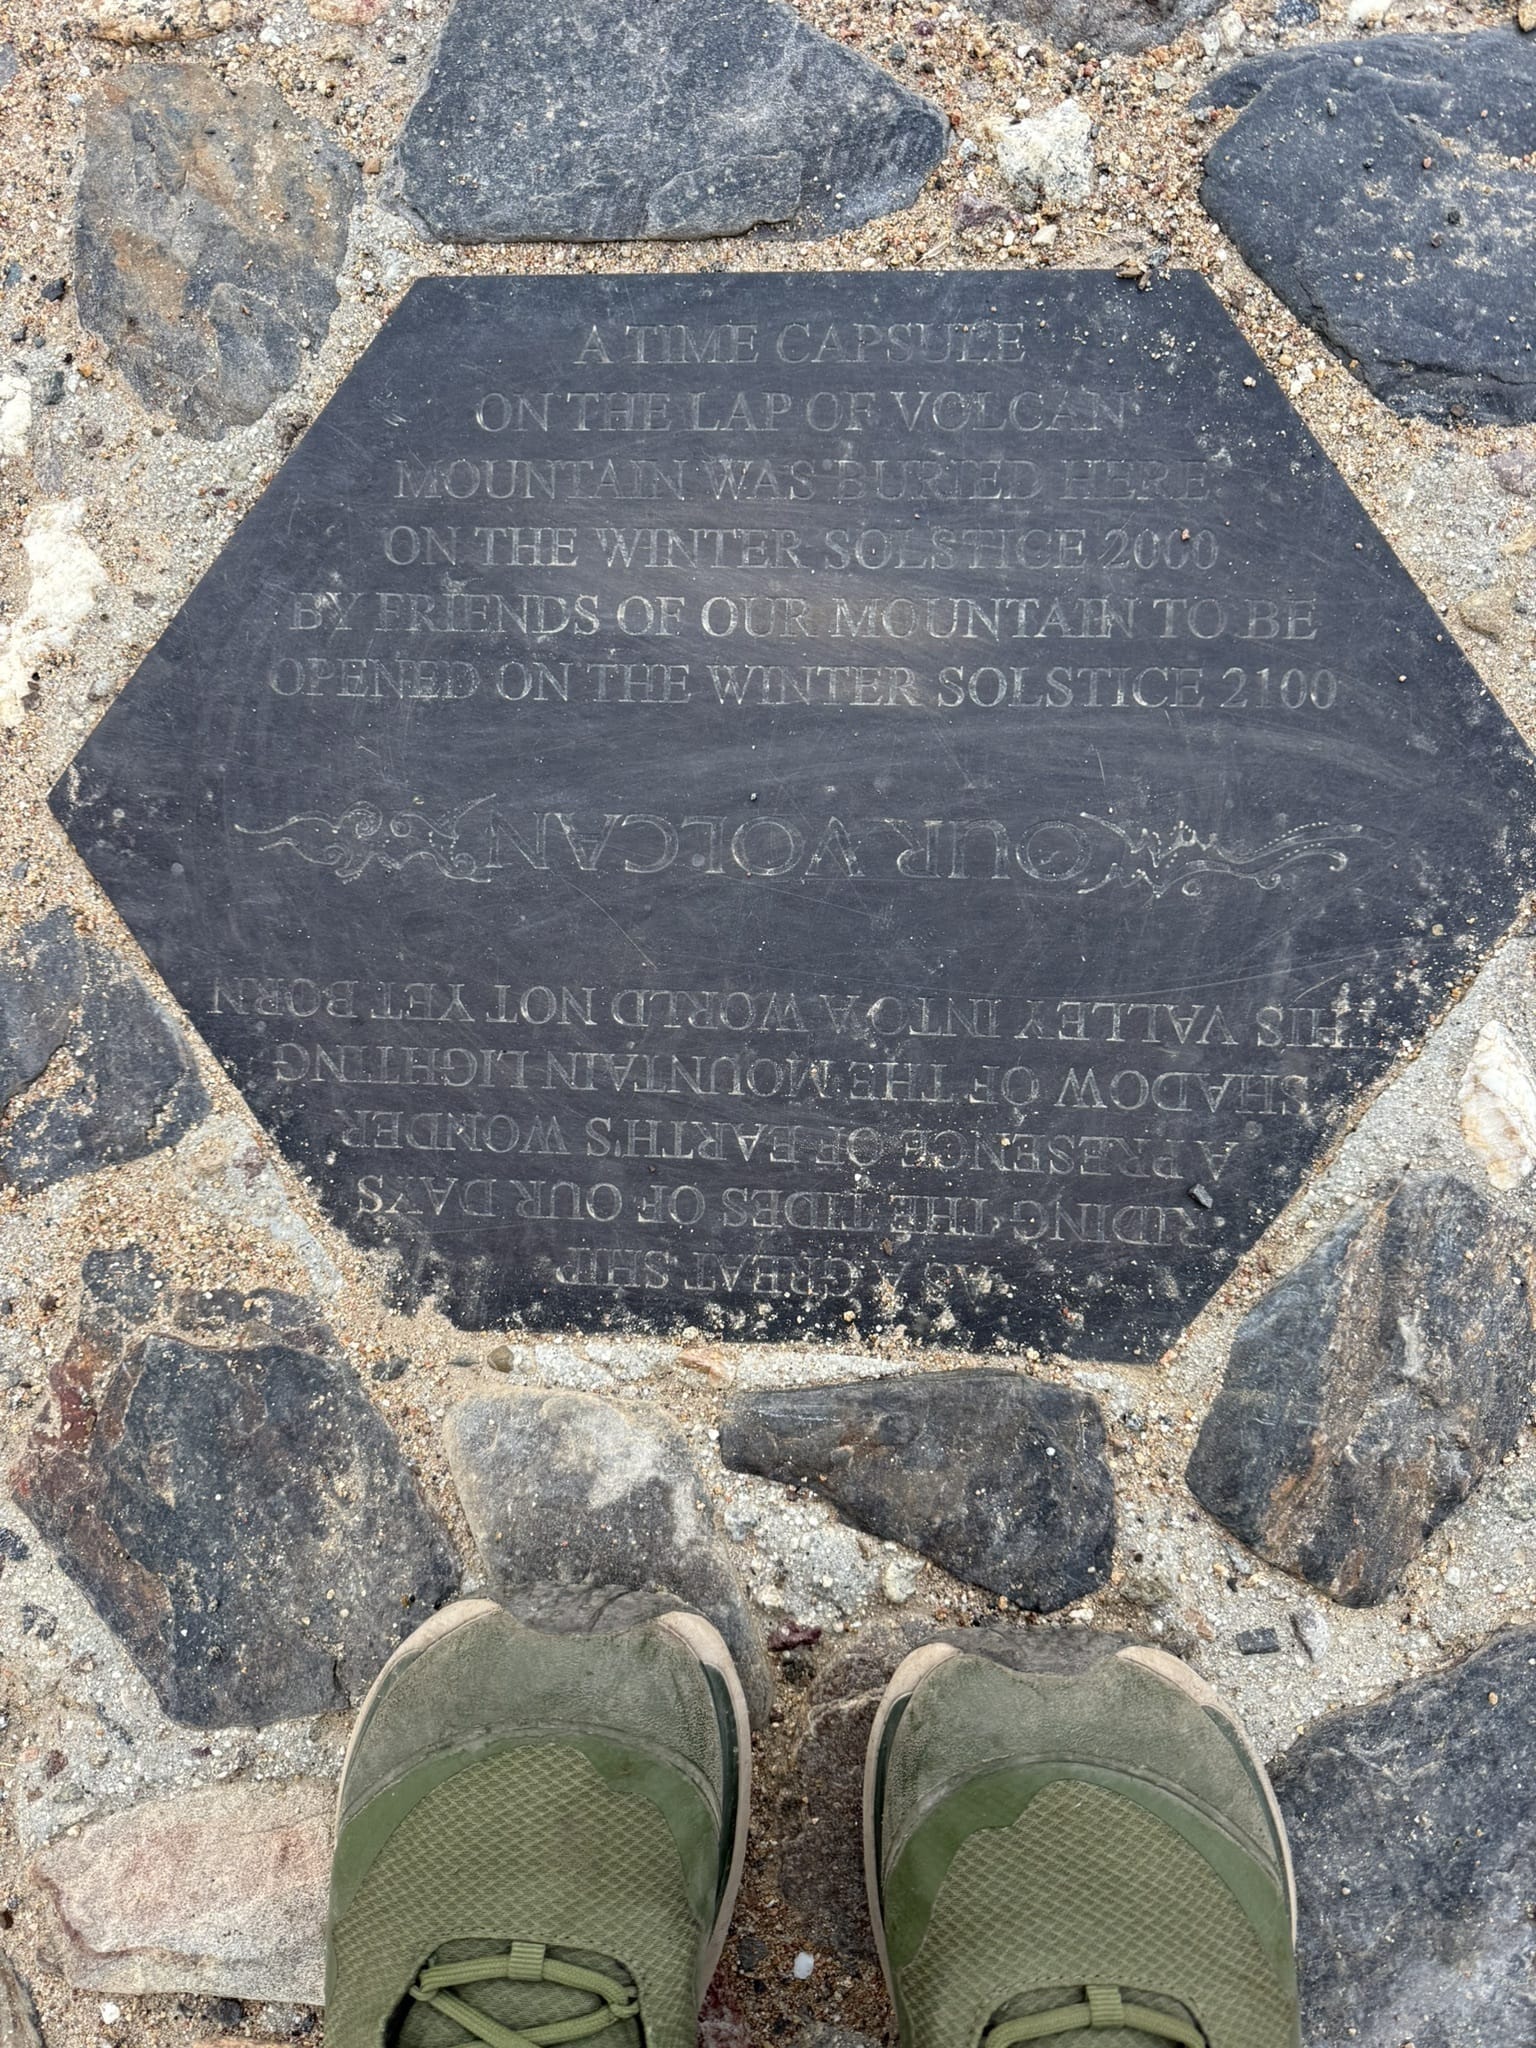 A TIME CAPSULE
ON THE LAP OF VOLCAN
MOUNTAIN WAS BURIED HERE
ON THE WINTER SOLSTICE 2000
BY FRIENDS OF OUR MOUNTAIN TO BE
OPENED ON THE WINTER SOLSTICE 2100
AS A GREAT SHIP
RIDING THE TIDES OF OUR DAYS
A PRESENCE OF EARTH'S WONDER
SHADOW OF THE MOUNTAIN LIGHTING
THIS VALLEY INTO A WORLD NOT YET BORN
OUR VOLCAN